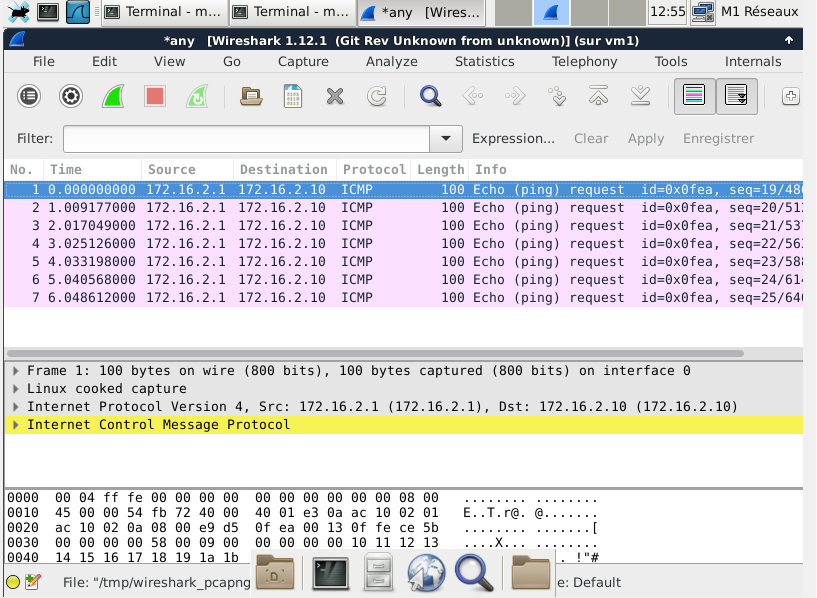 Terminal - m... Terminal - m... *any [Wires... 12:55 M1 Réseaux
*any [Wireshark 1.12.1 (Git Rev Unknown from unknown)] (sur vm1)
File Edit View Go Capture Analyze Statistics Telephony Tools Internals
Filter: Expression... Clear Apply Enregistrer
No. Time Source Destination Protocol Length Info
1 0.000000000 172.16.2.1 172.16.2.10 ICMP 100 Echo (ping) request id=0x0fea, seq=19/48
2 1.009177000 172.16.2.1 172.16.2.10 ICMP 100 Echo (ping) request id=0x0fea, seq=20/51
3 2.017049000 172.16.2.1 172.16.2.10 ICMP 100 Echo (ping) request id=0x0fea, seq=21/53
4 3.025126000 172.16.2.1 172.16.2.10 ICMP 100 Echo (ping) request id=0x0fea, seq=22/56
5 4.033198000 172.16.2.1 172.16.2.10 ICMP 100 Echo (ping) request id=0x0fea, seq=23/58
6 5.040568000 172.16.2.1 172.16.2.10 ICMP 100 Echo (ping) request id=0x0fea, seq=24/61
7 6.048612000 172.16.2.1 172.16.2.10 ICMP 100 Echo (ping) request id=0x0fea, seq=25/64
Frame 1: 100 bytes on wire (800 bits), 100 bytes captured (800 bits) on interface 0
Linux cooked capture
Internet Protocol Version 4, Src: 172.16.2.1 (172.16.2.1), Dst: 172.16.2.10 (172.16.2.10)
Internet Control Message Protocol
0000 00 04 ff fe 00 00 00 00 00 00 00 00 00 00 08 00 ........ ........
0010 45 00 00 54 fb 72 40 00 40 01 e3 0a ac 10 02 01 E..T.r@. @.......
0020 ac 10 02 0a 08 00 e9 d5 0f ea 00 13 0f fe ce 5b ........ .......[
0030 00 00 00 00 58 00 09 00 00 00 00 00 10 11 12 13 ....X... ........
0040 14 15 16 17 18 19 1a 1b . !"#
File: "/tmp/wireshark_pcapng e: Default